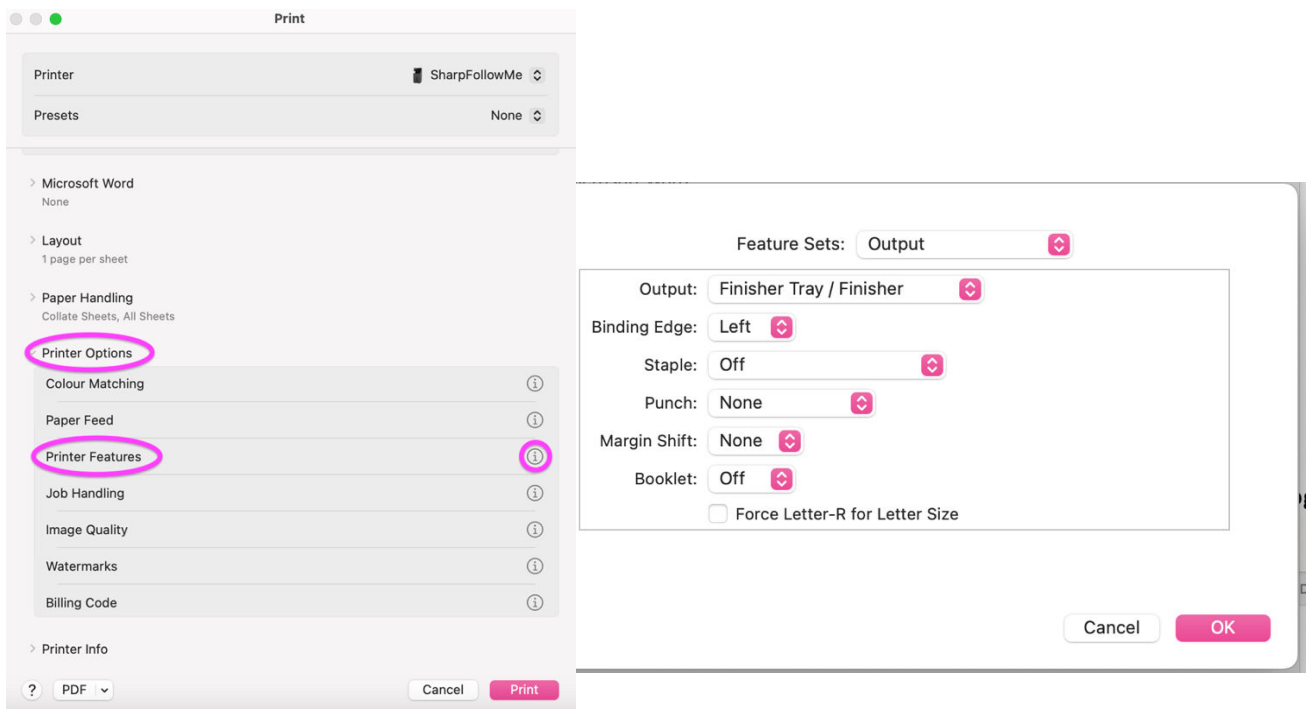 Print
Printer SharpFollowMe
Presets None
Microsoft Word
None
Layout
1 page per sheet
Paper Handling
Collate Sheets, All Sheets
Printer Options
Colour Matching
Paper Feed
Printer Features
Job Handling
Image Quality
Watermarks
Billing Code
Printer Info
? PDF Cancel Print
Feature Sets: Output
Output: Finisher Tray / Finisher
Binding Edge: Left
Staple: Off
Punch: None
Margin Shift: None
Booklet: Off
Force Letter-R for Letter Size
Cancel OK